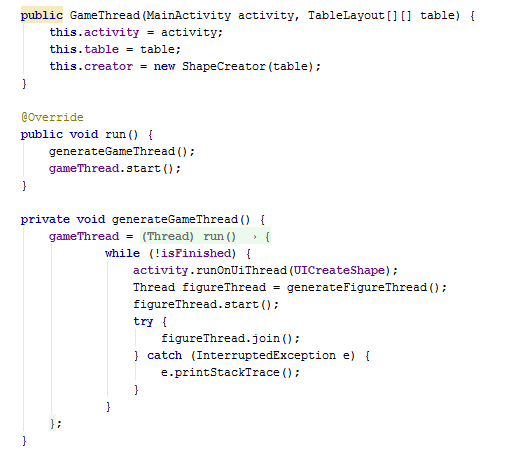 public GameThread(MainActivity activity, TableLayout[][] table) {
    this.activity = activity;
    this.table = table;
    this.creator = new ShapeCreator(table);
}
@Override
public void run() {
    generateGameThread();
    gameThread.start();
}
private void generateGameThread() {
    gameThread = (Thread) run() → {
            while (!isFinished) {
                activity.runOnUiThread(UICreateShape);
                Thread figureThread = generateFigureThread();
                figureThread.start();
                try {
                    figureThread.join();
                } catch (InterruptedException e) {
                    e.printStackTrace();
                }
            }
    };
}